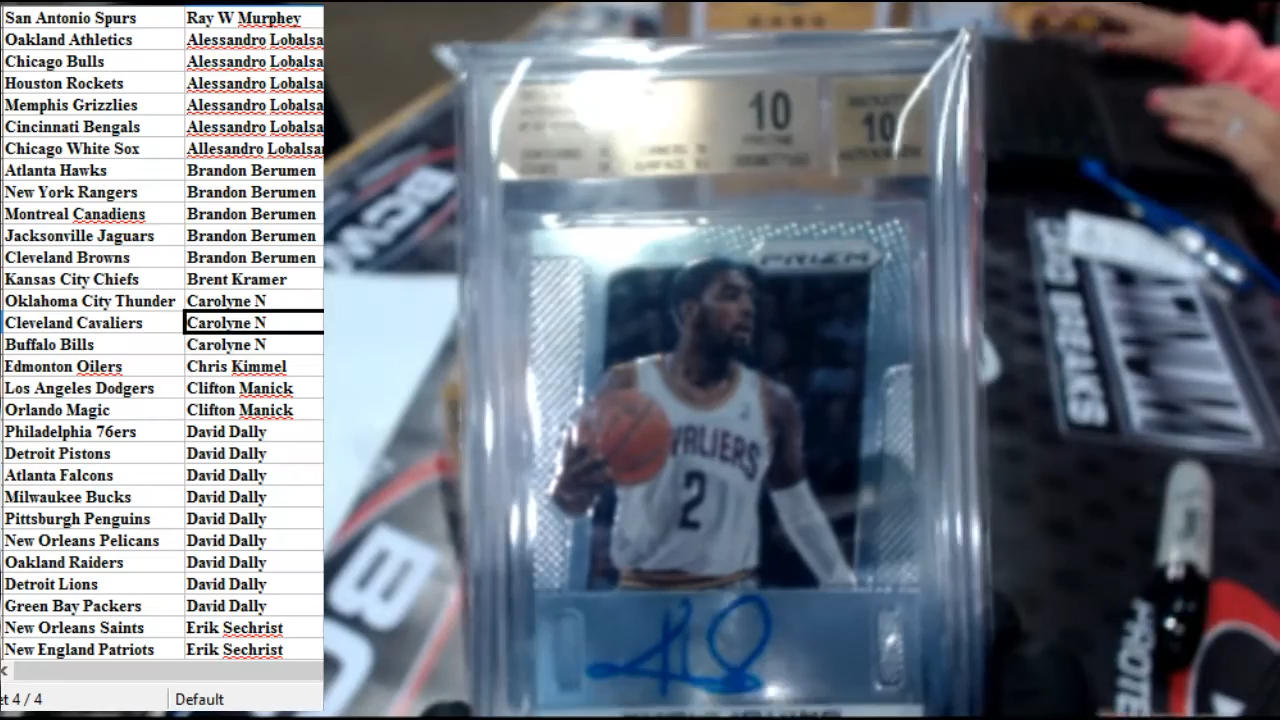 San Antonio Spurs Ray W Murphey
Oakland Athletics Alessandro Lobalsa
Chicago Bulls Alessandro Lobalsa
Houston Rockets Alessandro Lobalsa
Memphis Grizzlies Alessandro Lobalsa
Cincinnati Bengals Alessandro Lobalsa
Chicago White Sox Allesandro Lobalsa
Atlanta Hawks Brandon Berumen
New York Rangers Brandon Berumen
Montreal Canadiens Brandon Berumen
Jacksonville Jaguars Brandon Berumen
Cleveland Browns Brandon Berumen
Kansas City Chiefs Brent Kramer
Oklahoma City Thunder Carolyne N
Cleveland Cavaliers Carolyne N
Buffalo Bills Carolyne N
Edmonton Oilers Chris Kimmel
Los Angeles Dodgers Clifton Manick
Orlando Magic Clifton Manick
Philadelphia 76ers David Dally
Detroit Pistons David Dally
Atlanta Falcons David Dally
Milwaukee Bucks David Dally
Pittsburgh Penguins David Dally
New Orleans Pelicans David Dally
Oakland Raiders David Dally
Detroit Lions David Dally
Green Bay Packers David Dally
New Orleans Saints Erik Sechrist
New England Patriots Erik Sechrist
et 4 / 4 Default
10
10
PRIZM
VALIERS
2
BCW
BREAKS
PROTE